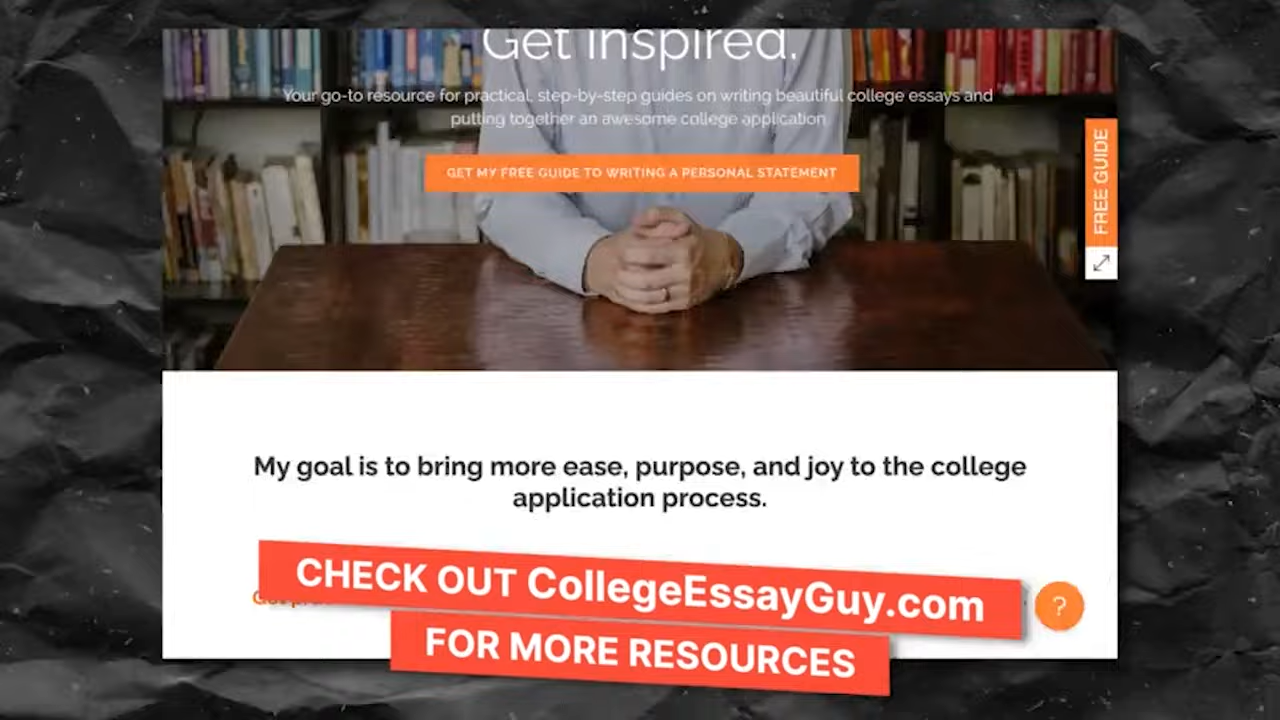 Get Inspired.
Your go-to resource for practical, step-by-step guides on writing beautiful college essays and
putting together an awesome college application
GET MY FREE GUIDE TO WRITING A PERSONAL STATEMENT
FREE GUIDE
My goal is to bring more ease, purpose, and joy to the college
application process.
CHECK OUT CollegeEssayGuy.com
?
FOR MORE RESOURCES